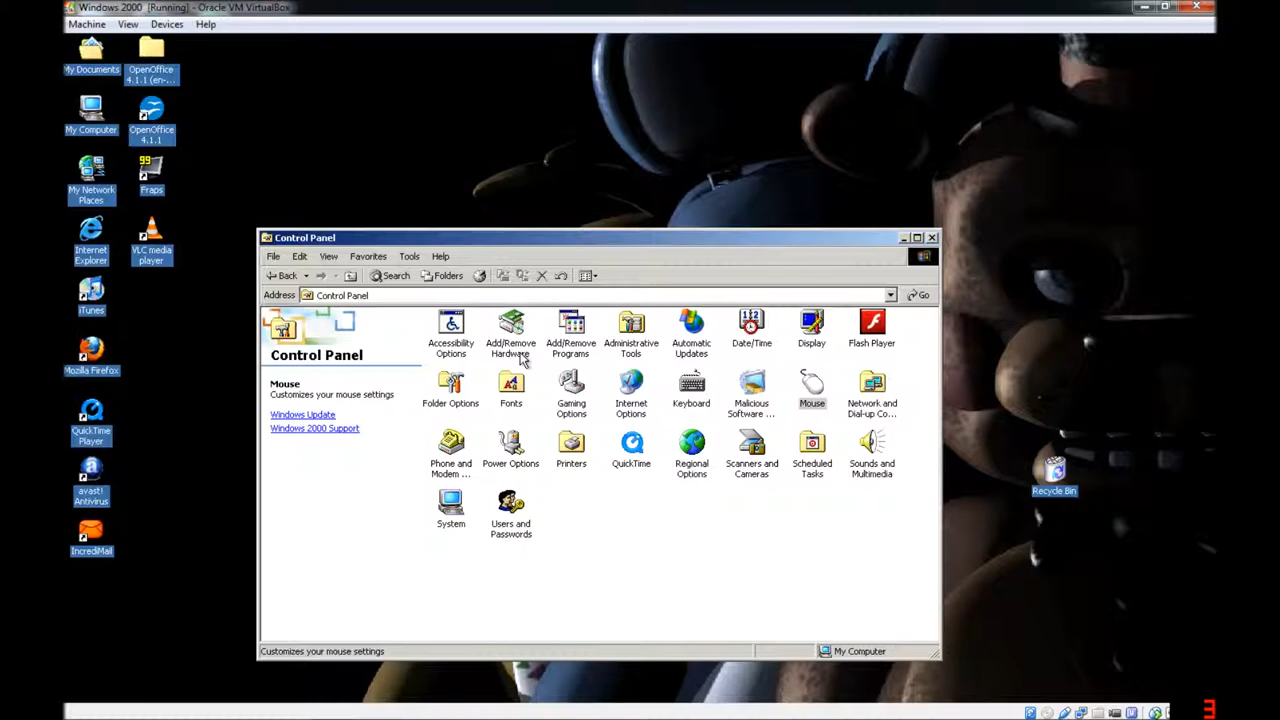 Windows 2000 [Running] - Oracle VM VirtualBox
Machine View Devices Help
My Documents
OpenOffice 4.1.1 (en-...
My Computer
OpenOffice 4.1.1
My Network Places
99
Fraps
Internet Explorer
VLC media player
iTunes
Mozilla Firefox
QuickTime Player
avast! Antivirus
IncrediMail
Recycle Bin
Control Panel
File Edit View Favorites Tools Help
Back Search Folders
Address Control Panel Go
Control Panel
Mouse
Customizes your mouse settings
Windows Update
Windows 2000 Support
Accessibility Options
Add/Remove Hardware
Add/Remove Programs
Administrative Tools
Automatic Updates
Date/Time
Display
Flash Player
Folder Options
Fonts
Gaming Options
Internet Options
Keyboard
Malicious Software ...
Mouse
Network and Dial-up Co...
Phone and Modem ...
Power Options
Printers
QuickTime
Regional Options
Scanners and Cameras
Scheduled Tasks
Sounds and Multimedia
System
Users and Passwords
Customizes your mouse settings
My Computer
3